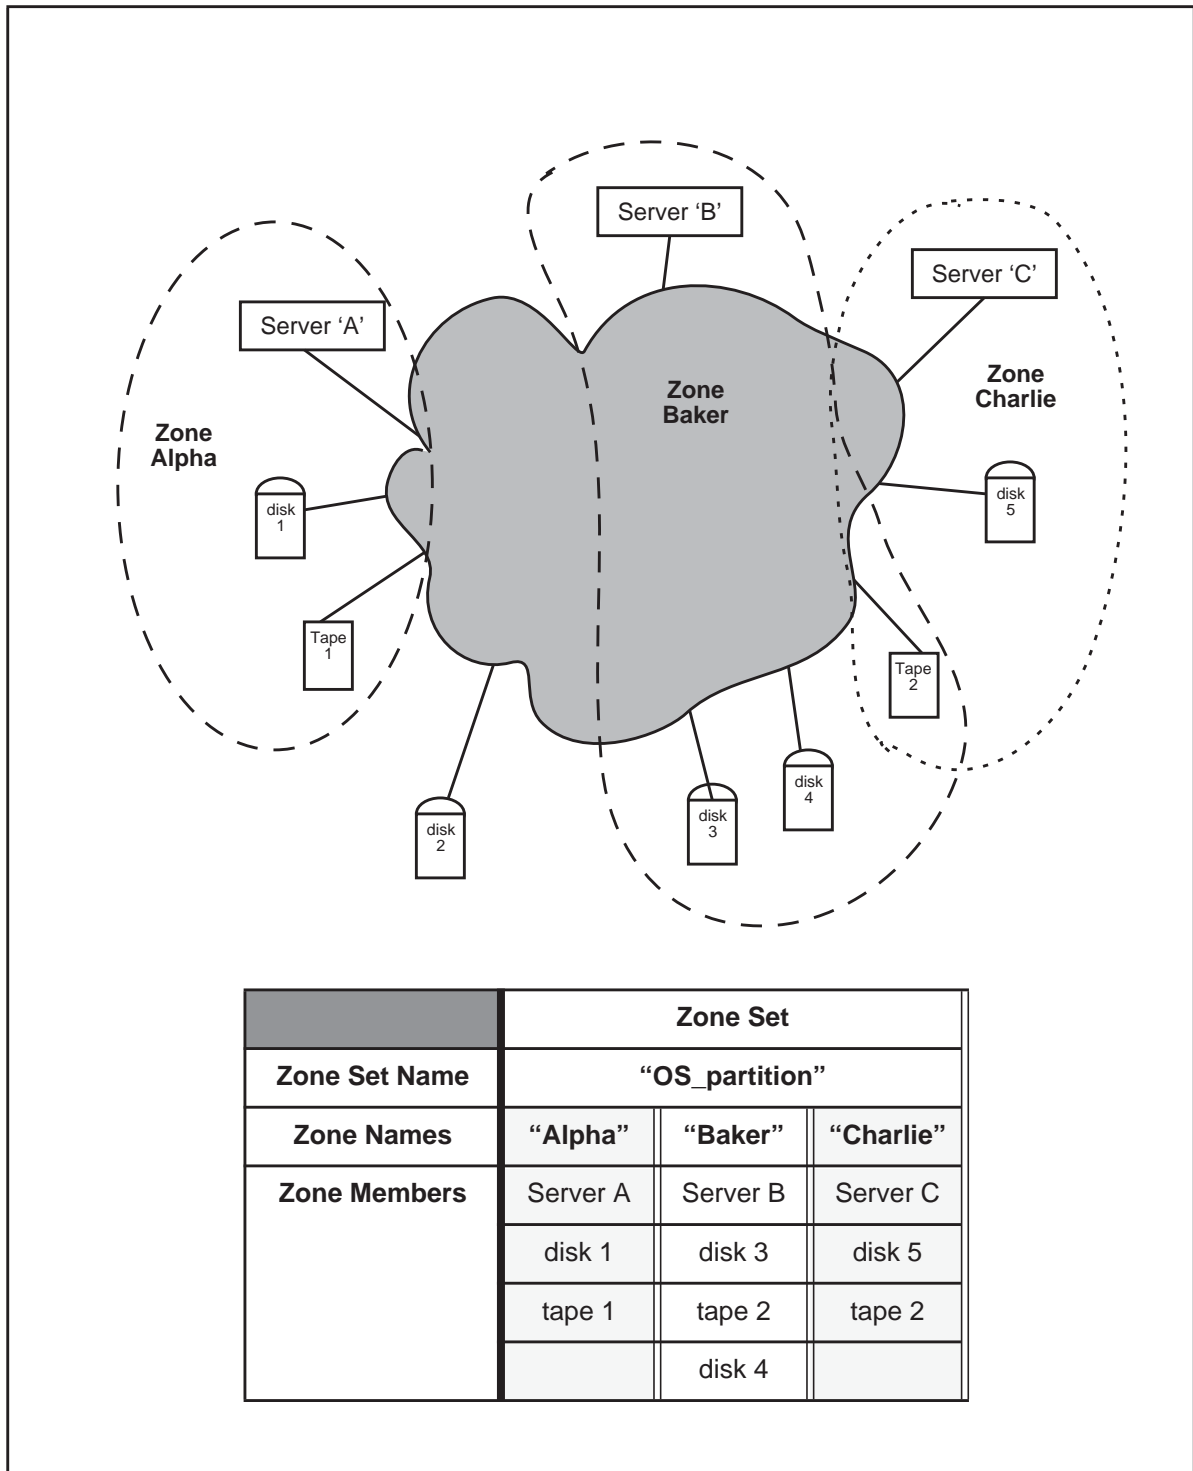 Server ‘B’
Server ‘C’
Server ‘A’
Zone
Baker
Zone
Charlie
Zone
Alpha
disk
1
disk
5
Tape
1
Tape
2
disk
4
disk
3
disk
2
Zone Set
Zone Set Name “OS_partition”
Zone Names “Alpha” “Baker” “Charlie”
Zone Members Server A Server B Server C
disk 1 disk 3 disk 5
tape 1 tape 2 tape 2
disk 4